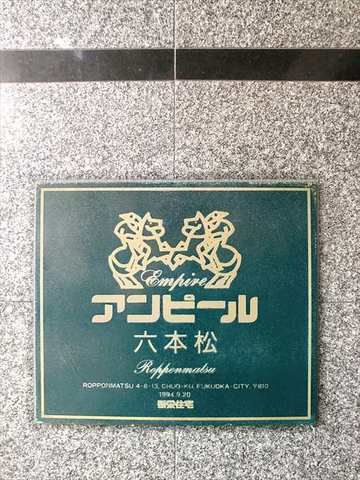 Empire
アンピール
六本松
Ropponmatsu
ROPPONMATSU 4-8-13, CHUO-KU, FUKUOKA-CITY, 〒810
1994.9.20
栄住宅